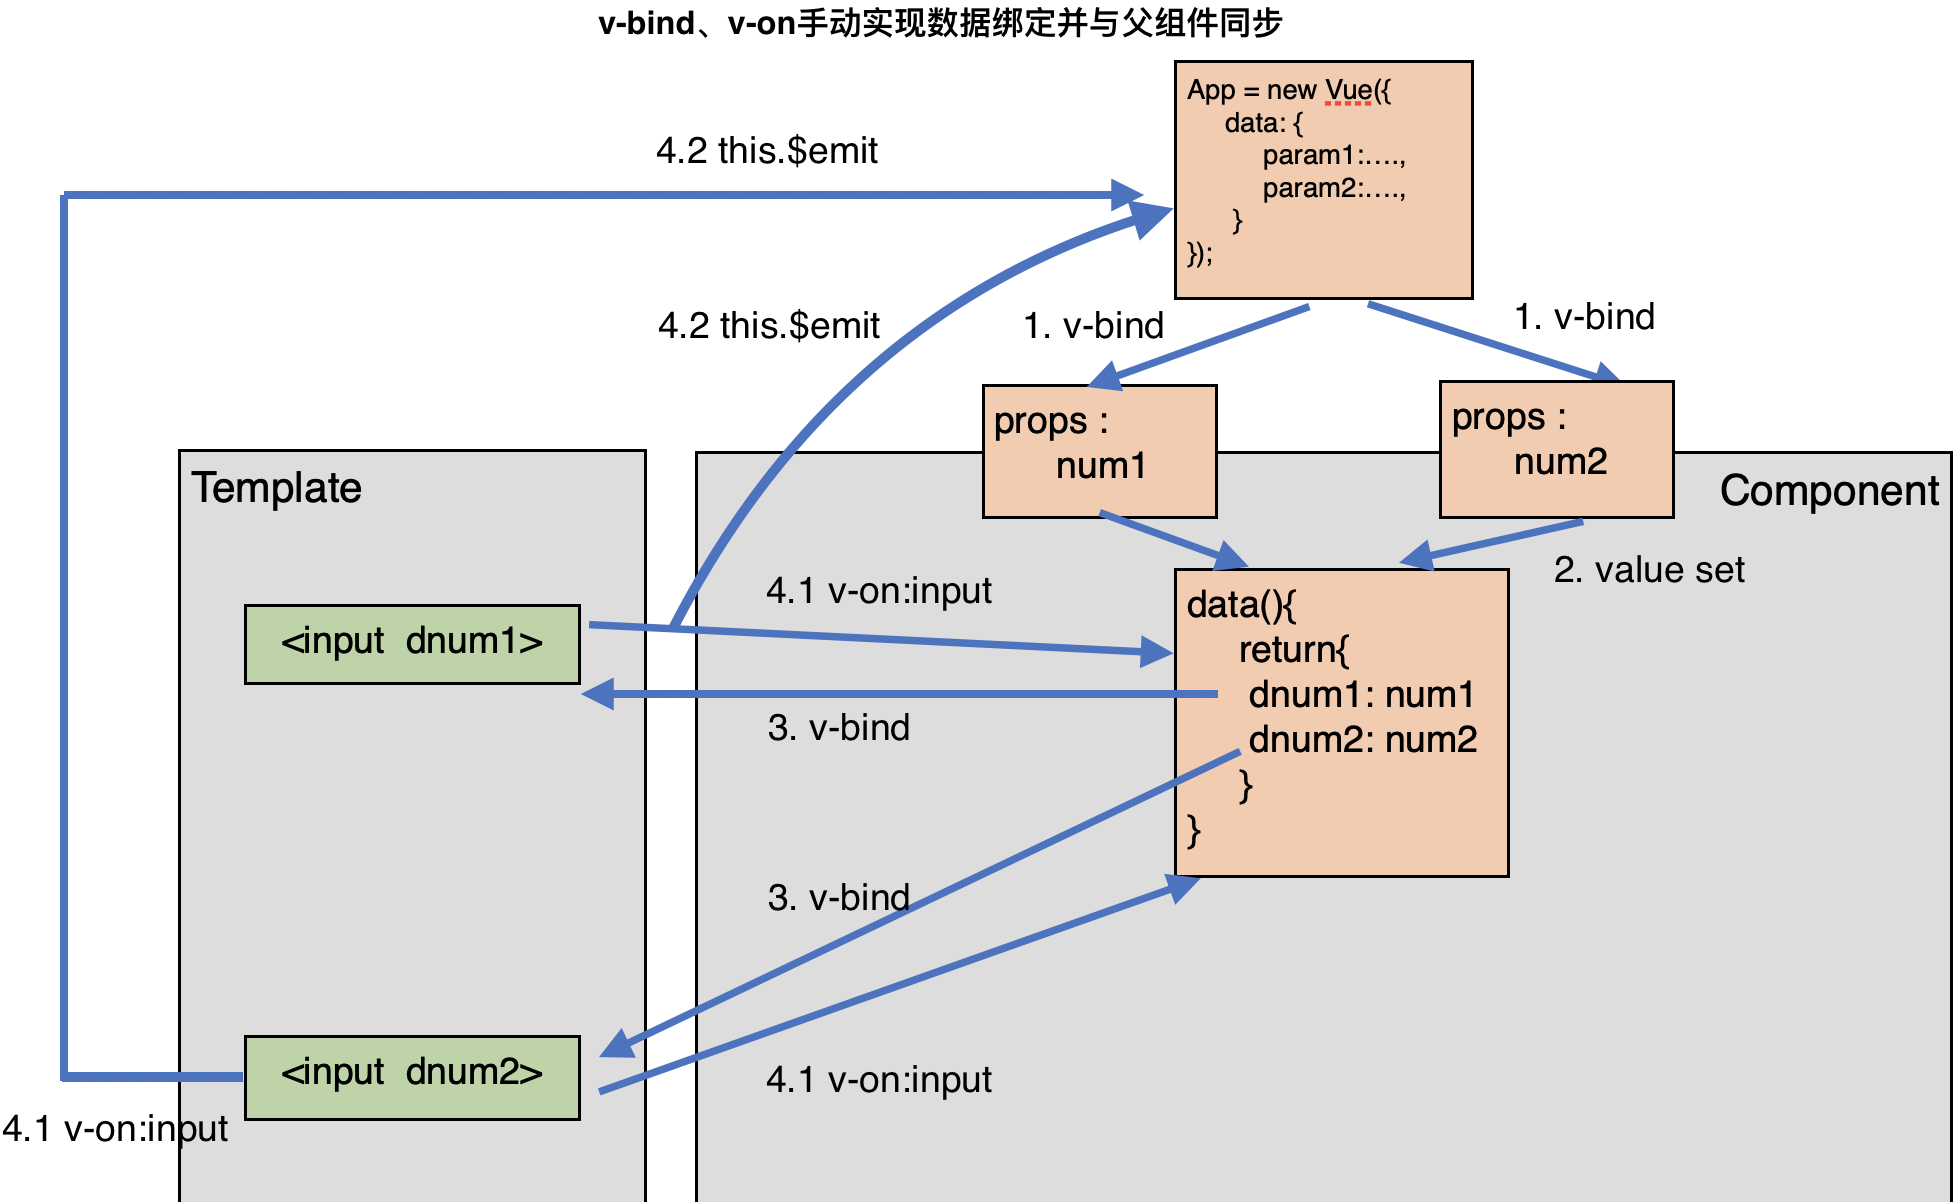 v-bind、v-on手动实现数据绑定并与父组件同步
App = new Vue({
data: {
param1:....,
param2:....,
}
});
4.2 this.$emit
4.2 this.$emit
1. v-bind
1. v-bind
props :
num1
props :
num2
Template
Component
2. value set
4.1 v-on:input
<input  dnum1>
data(){
return{
dnum1: num1
dnum2: num2
}
}
3. v-bind
3. v-bind
<input  dnum2>
4.1 v-on:input
4.1 v-on:input